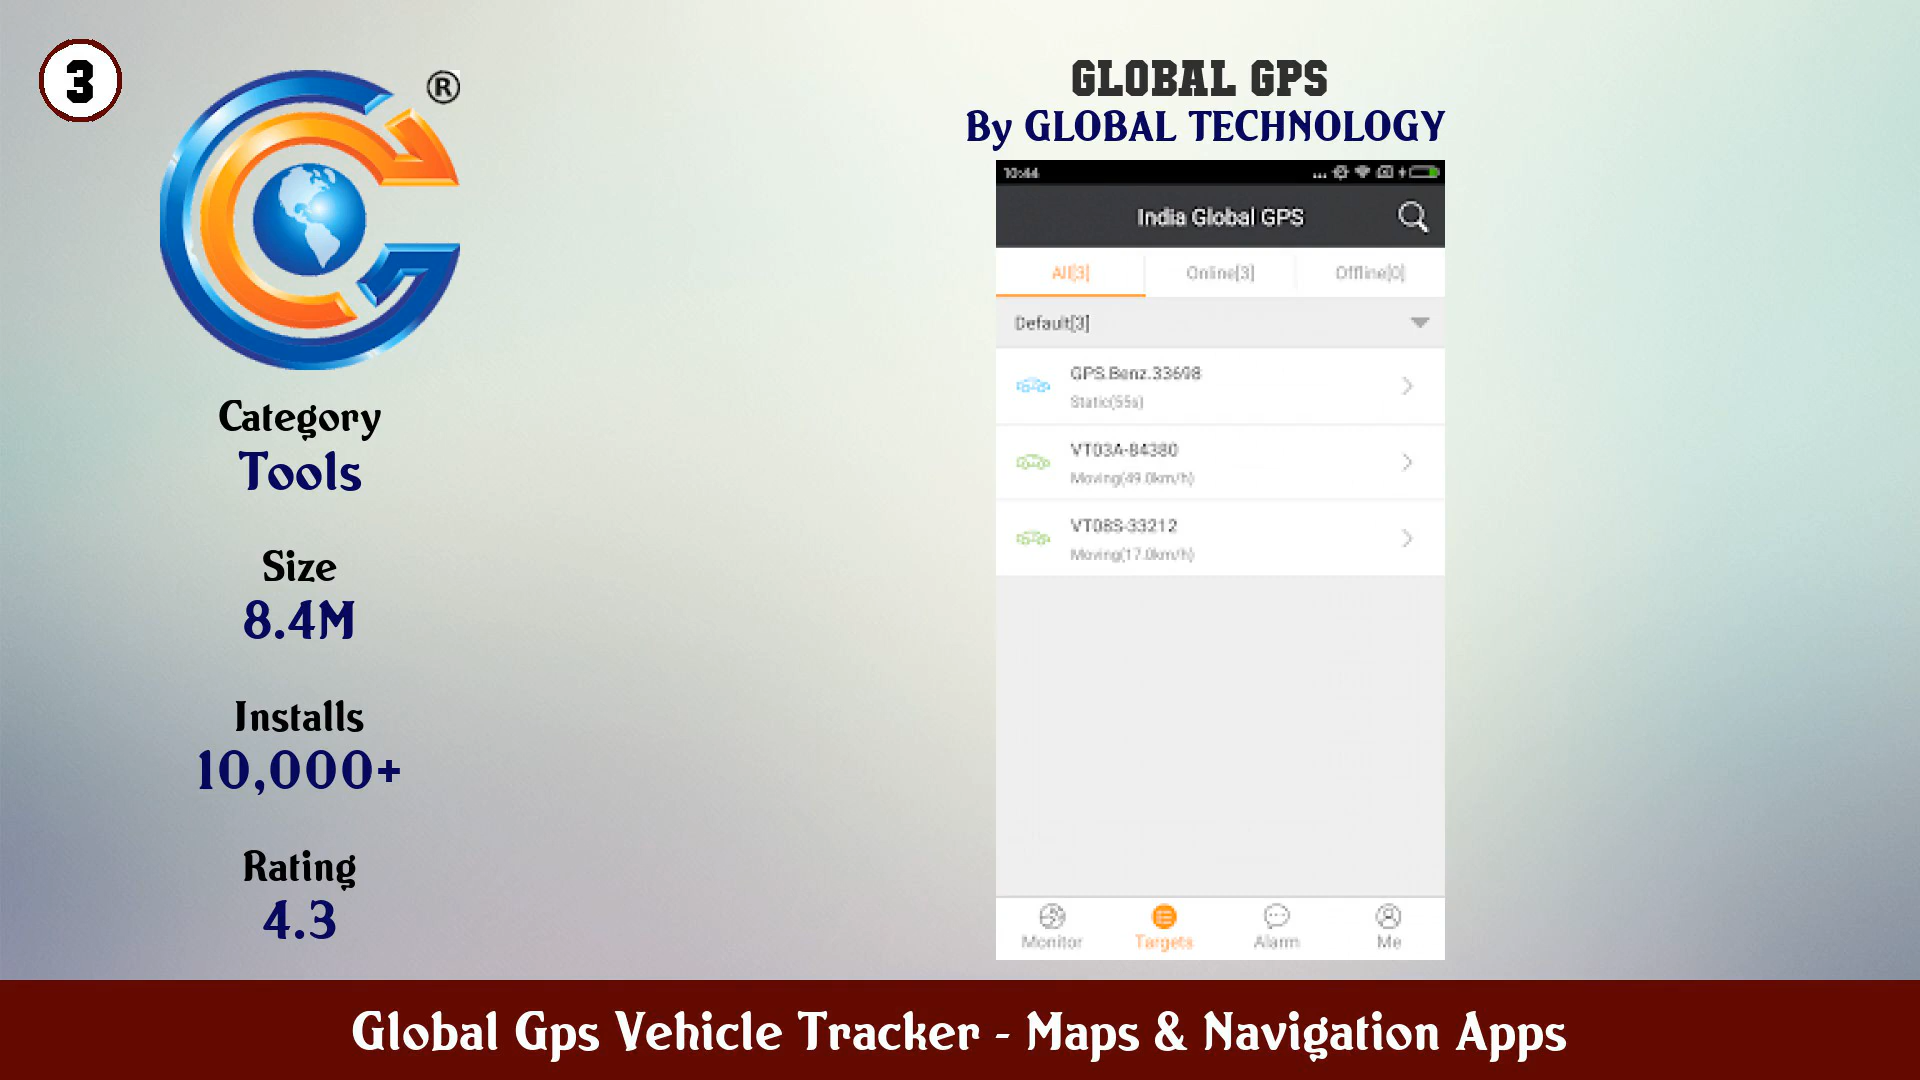 3
®
GLOBAL GPS
By GLOBAL TECHNOLOGY
10:44
India Global GPS
All[3]
Online[3]
Offline[0]
Default[3]
GPS.Benz.33698
Static(55s)
VT03A-84380
Moving(49.0km/h)
VT08S-33212
Moving(17.0km/h)
Monitor
Targets
Alarm
Me
Category
Tools
Size
8.4M
Installs
10,000+
Rating
4.3
Global Gps Vehicle Tracker - Maps & Navigation Apps